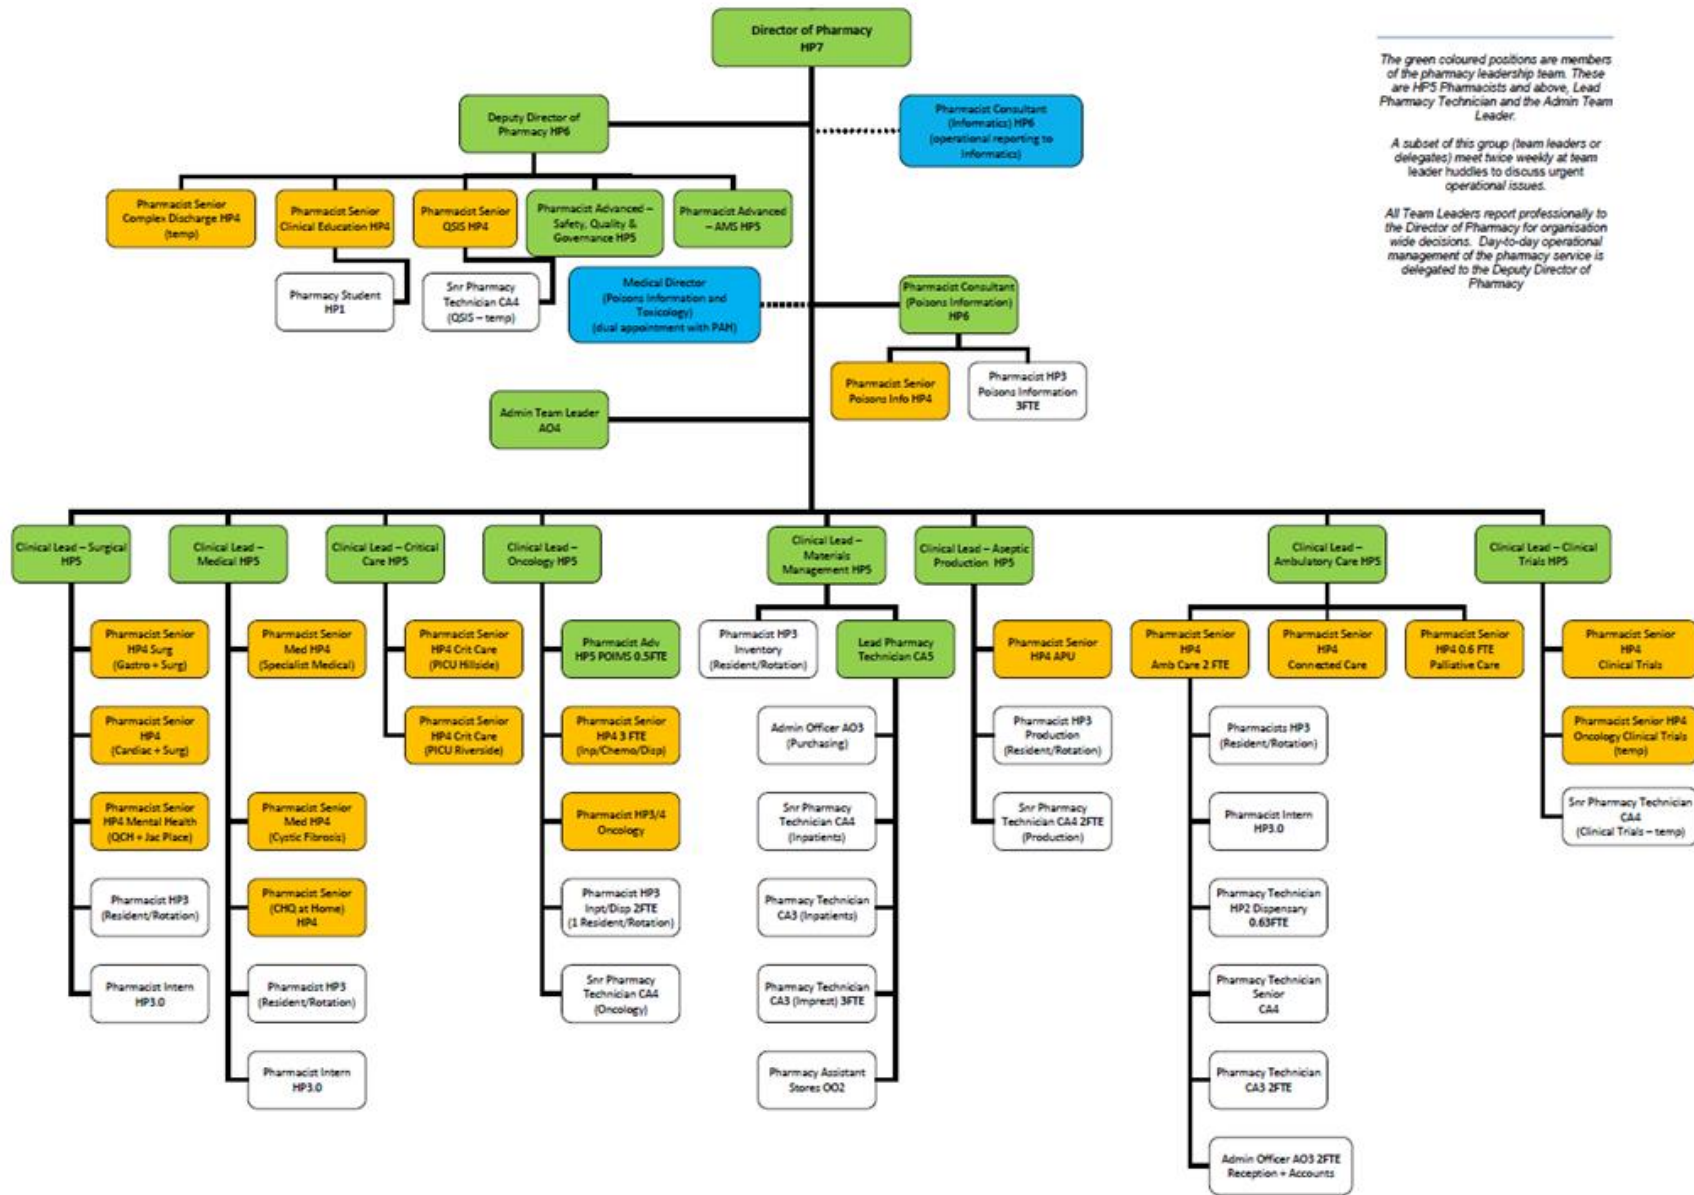 Director of Pharmacy
HP7
The green coloured positions are members
of the pharmacy leadership team. These
are HP5 Pharmacists and above, Lead
Pharmacy Technician and the Admin Team
Leader.
A subset of this group (team leaders or
delegates) meet twice weekly at team
leader huddles to discuss urgent
operational issues.
All Team Leaders report professionally to
the Director of Pharmacy for organisation
wide decisions. Day-to-day operational
management of the pharmacy service is
delegated to the Deputy Director of
Pharmacy
Deputy Director of
Pharmacy HP6
Pharmacist Consultant
(Informatics) HP6
(operational reporting to
Informatics)
Pharmacist Senior
Complex Discharge HP4
(temp)
Pharmacist Senior
Clinical Education HP4
Pharmacist Senior
QSIS HP4
Pharmacist Advanced –
Safety, Quality &
Governance HP5
Pharmacist Advanced
– AMS HP5
Pharmacy Student
HP1
Snr Pharmacy
Technician CA4
(QSIS – temp)
Medical Director
(Poisons Information and
Toxicology)
(dual appointment with PAH)
Pharmacist Consultant
(Poisons Information)
HP6
Pharmacist Senior
Poisons Info HP4
Pharmacist HP3
Poisons Information
3FTE
Admin Team Leader
AO4
Clinical Lead – Surgical
HP5
Clinical Lead –
Medical HP5
Clinical Lead – Critical
Care HP5
Clinical Lead –
Oncology HP5
Clinical Lead –
Materials
Management HP5
Clinical Lead – Aseptic
Production HP5
Clinical Lead –
Ambulatory Care HP5
Clinical Lead – Clinical
Trials HP5
Pharmacist Senior
HP4 Surg
(Gastro + Surg)
Pharmacist Senior
HP4
(Cardiac + Surg)
Pharmacist Senior
HP4 Mental Health
(QCH + Jac Place)
Pharmacist HP3
(Resident/Rotation)
Pharmacist Intern
HP3.0
Pharmacist Senior
Med HP4
(Specialist Medical)
Pharmacist Senior
Med HP4
(Cystic Fibrosis)
Pharmacist Senior
(CHQ at Home)
HP4
Pharmacist HP3
(Resident/Rotation)
Pharmacist Intern
HP3.0
Pharmacist Senior
HP4 Crit Care
(PICU Hillside)
Pharmacist Senior
HP4 Crit Care
(PICU Riverside)
Pharmacist Adv
HP5 POIMS 0.5FTE
Pharmacist Senior
HP4 3 FTE
(Inp/Chemo/Disp)
Pharmacist HP3/4
Oncology
Pharmacist HP3
Inpt/Disp 2FTE
(1 Resident/Rotation)
Snr Pharmacy
Technician CA4
(Oncology)
Pharmacist HP3
Inventory
(Resident/Rotation)
Lead Pharmacy
Technician CA5
Admin Officer AO3
(Purchasing)
Snr Pharmacy
Technician CA4
(Inpatients)
Pharmacy Technician
CA3 (Inpatients)
Pharmacy Technician
CA3 (Imprest) 3FTE
Pharmacy Assistant
Stores OO2
Pharmacist Senior
HP4 APU
Pharmacist HP3
Production
(Resident/Rotation)
Snr Pharmacy
Technician CA4 2FTE
(Production)
Pharmacist Senior
HP4
Amb Care 2 FTE
Pharmacist Senior
HP4
Connected Care
Pharmacist Senior
HP4 0.6 FTE
Palliative Care
Pharmacists HP3
(Resident/Rotation)
Pharmacist Intern
HP3.0
Pharmacy Technician
HP2 Dispensary
0.63FTE
Pharmacy Technician
Senior
CA4
Pharmacy Technician
CA3 2FTE
Admin Officer AO3 2FTE
Reception + Accounts
Pharmacist Senior
HP4
Clinical Trials
Pharmacist Senior HP4
Oncology Clinical Trials
(temp)
Snr Pharmacy Technician
CA4
(Clinical Trials – temp)